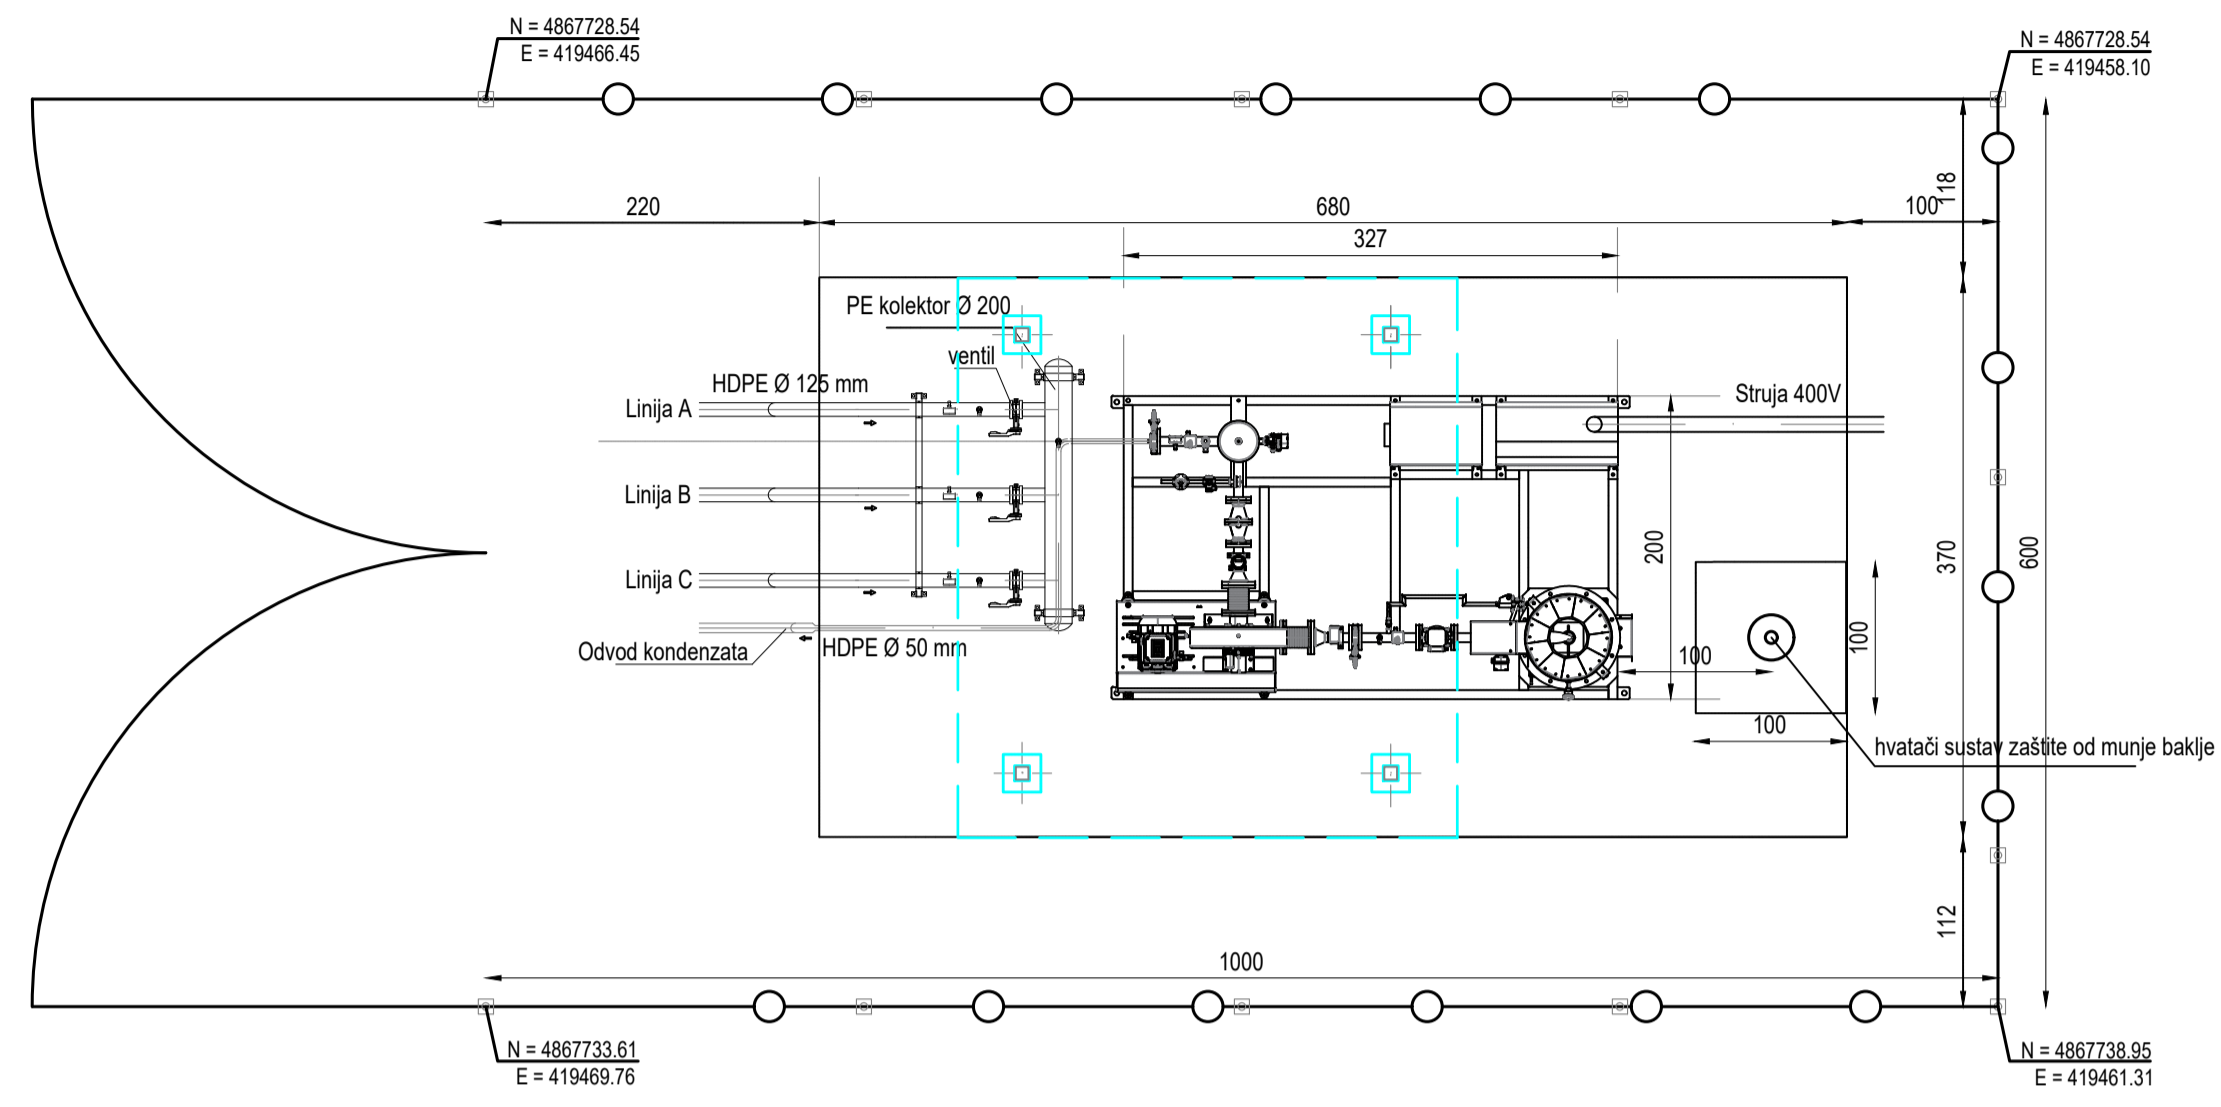 N = 4867728.54
E = 419466.45
N = 4867728.54
E = 419458.10
220
680
100
118
327
PE kolektor Ø 200
ventil
HDPE Ø 125 mm
Linija A
Struja 400V
Linija B
Linija C
200
370
600
Odvod kondenzata
HDPE Ø 50 mm
100
100
100
hvatači sustav zaštite od munje baklje
112
1000
N = 4867733.61
E = 419469.76
N = 4867738.95
E = 419461.31